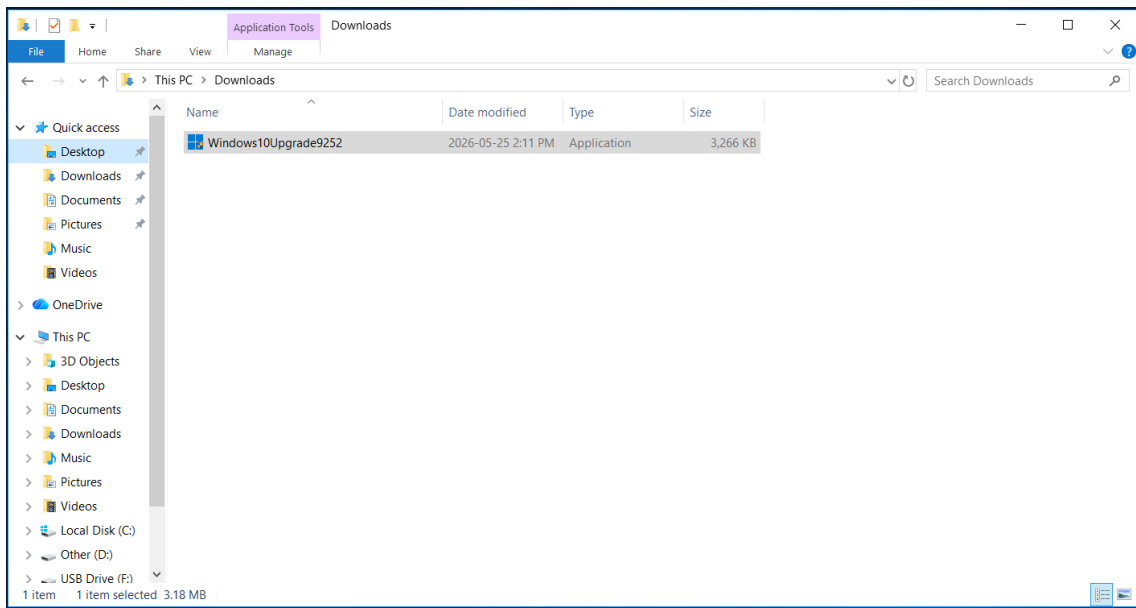 Application Tools Downloads
File Home Share View Manage
This PC > Downloads Search Downloads
Name Date modified Type Size
Windows10Upgrade9252 2026-05-25 2:11 PM Application 3,266 KB
Quick access
Desktop
Downloads
Documents
Pictures
Music
Videos
OneDrive
This PC
3D Objects
Desktop
Documents
Downloads
Music
Pictures
Videos
Local Disk (C:)
Other (D:)
USB Drive (F:)
1 item 1 item selected 3.18 MB